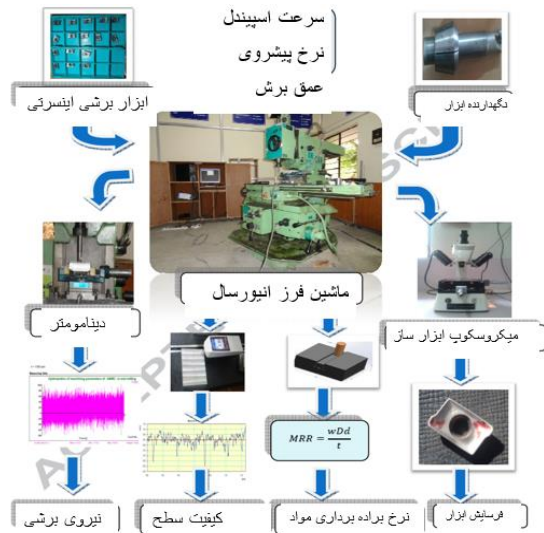 سرعت اسپیندل
نرخ پیشروی
عمق برش
ابزار برشی اینسرتی
نگهدارنده ابزار
ماشین فرز انیورسال
دینامومتر
میکروسکوپ ابزار ساز
MRR = wDd / t
نیروی برشی
کیفیت سطح
نرخ براده برداری مواد
فرسایش ابزار